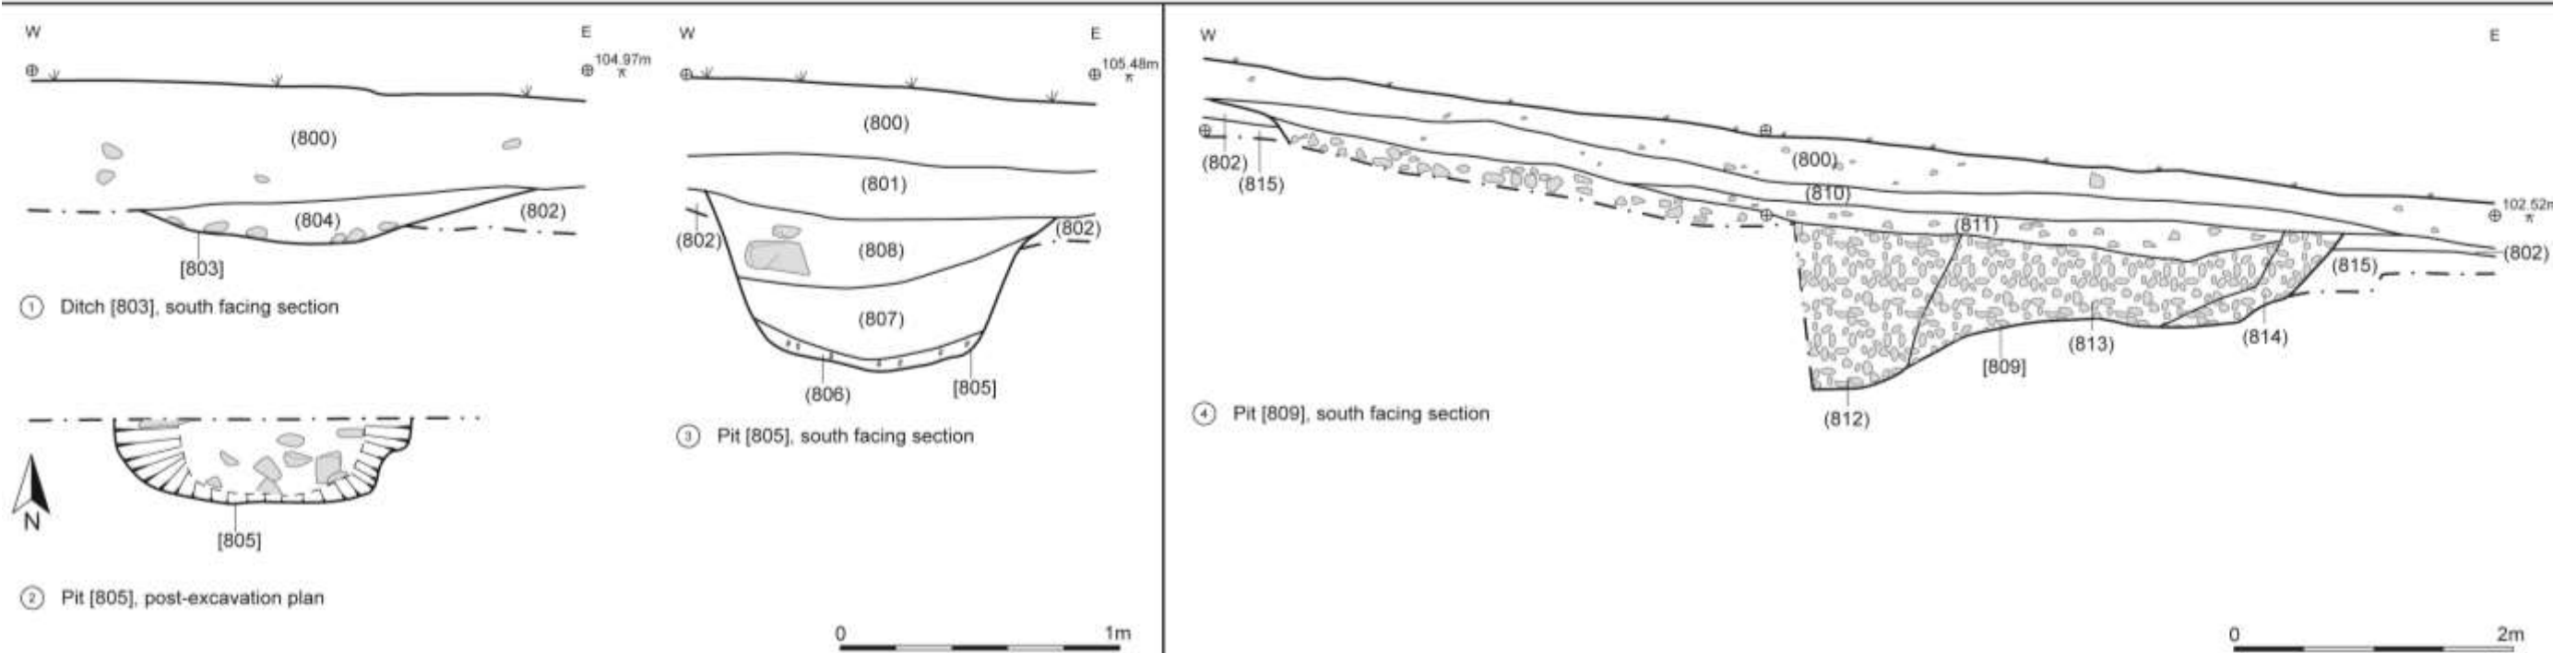 W
E
104.97m
(800)
(804)
(802)
[803]
1 Ditch [803], south facing section
N
[805]
2 Pit [805], post-excavation plan
W
E
105.48m
(800)
(801)
(802)
(808)
(802)
(807)
(806)
[805]
3 Pit [805], south facing section
0
1m
W
E
(800)
(810)
(811)
(802)
(815)
102.52m
(802)
(815)
(814)
(813)
[809]
(812)
4 Pit [809], south facing section
0
2m